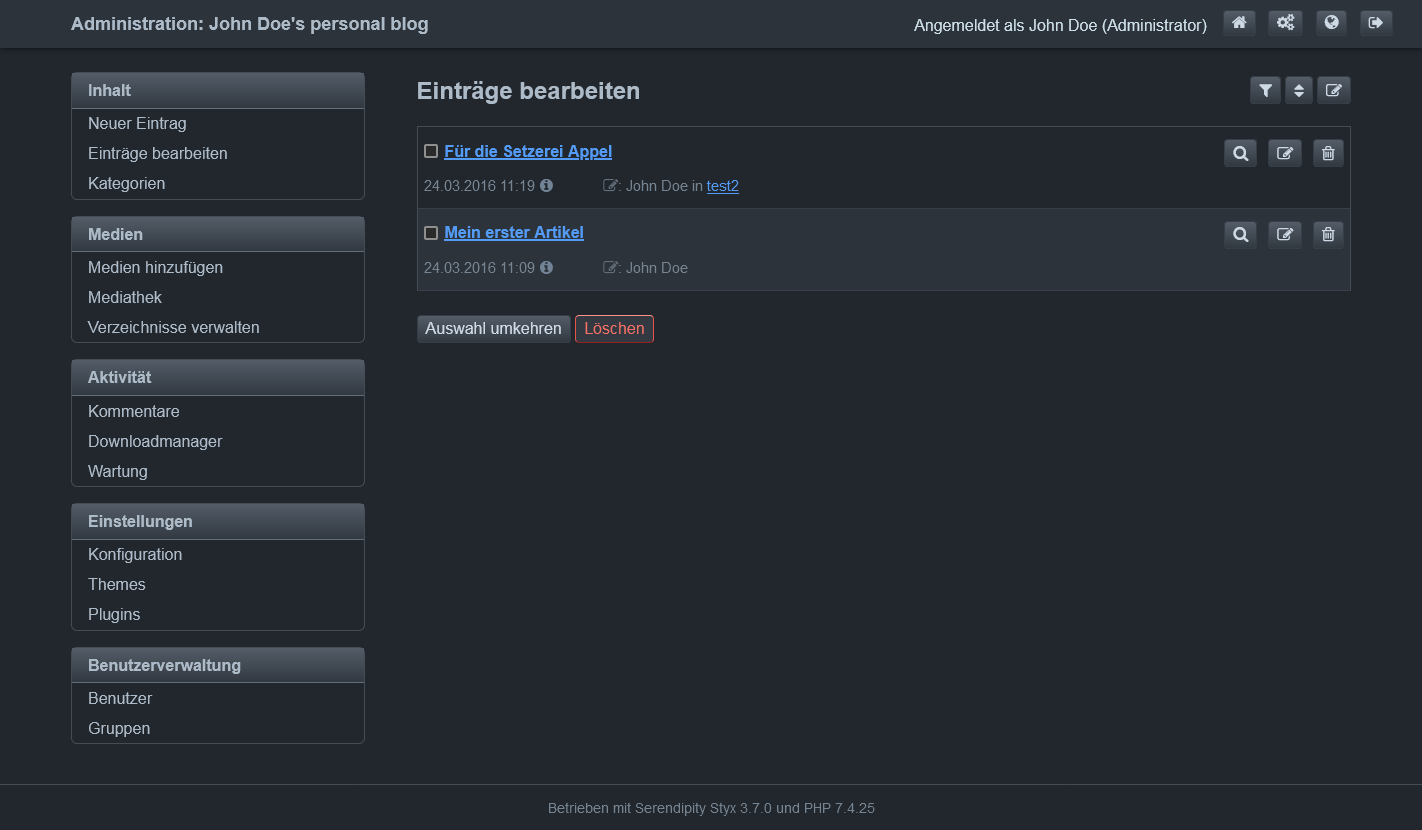 Administration: John Doe's personal blog
Angemeldet als John Doe (Administrator)
Inhalt
Neuer Eintrag
Einträge bearbeiten
Kategorien
Medien
Medien hinzufügen
Mediathek
Verzeichnisse verwalten
Aktivität
Kommentare
Downloadmanager
Wartung
Einstellungen
Konfiguration
Themes
Plugins
Benutzerverwaltung
Benutzer
Gruppen
Einträge bearbeiten
Für die Setzerei Appel
24.03.2016 11:19 : John Doe in test2
Mein erster Artikel
24.03.2016 11:09 : John Doe
Auswahl umkehren Löschen
Betrieben mit Serendipity Styx 3.7.0 und PHP 7.4.25